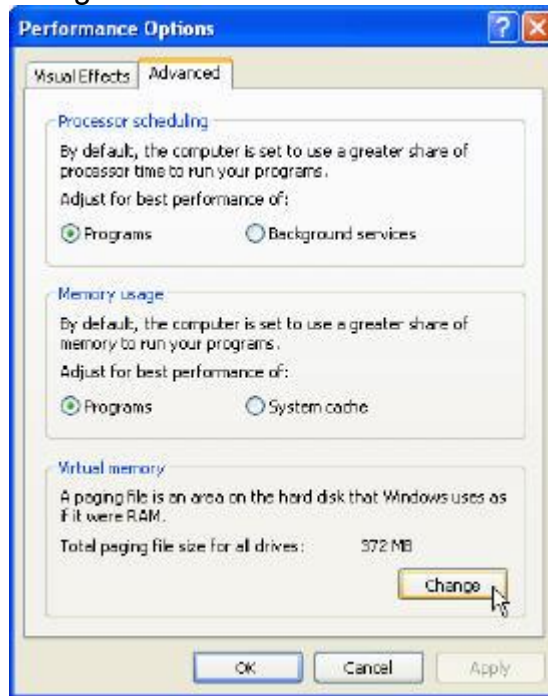 Performance Options
Visual Effects
Advanced
Processor scheduling
By default, the computer is set to use a greater share of
processor time to run your programs.
Adjust for best performance of:
Programs
Background services
Memory usage
By default, the computer is set to use a greater share of
memory to run your programs.
Adjust for best performance of:
Programs
System cache
Virtual memory
A paging file is an area on the hard disk that Windows uses as
if it were RAM.
Total paging file size for all drives: 372 MB
Change
OK
Cancel
Apply